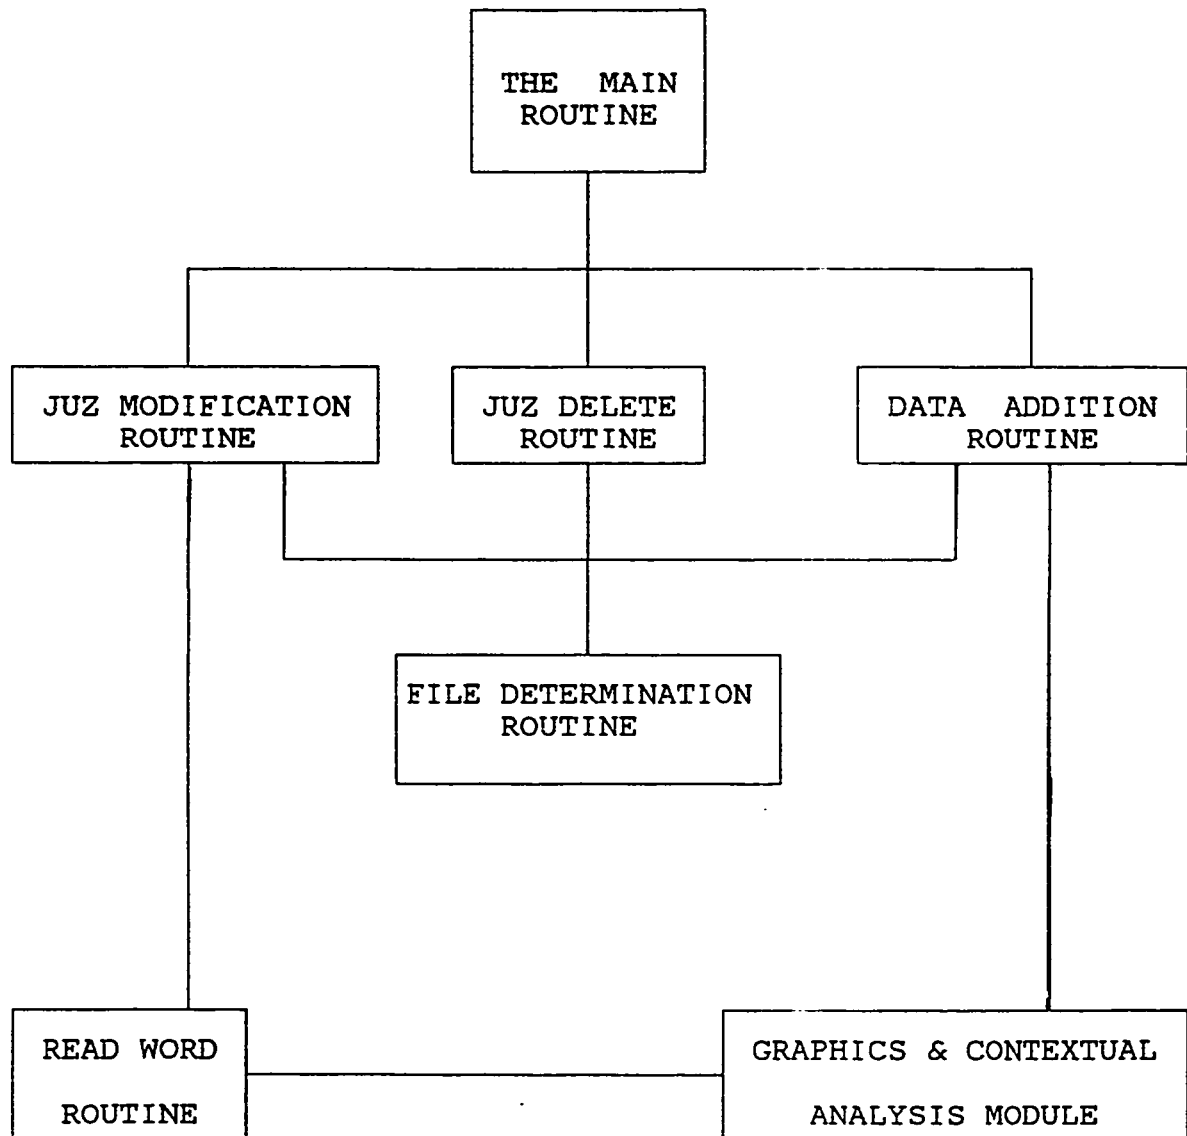 THE MAIN
ROUTINE
JUZ MODIFICATION
ROUTINE
JUZ DELETE
ROUTINE
DATA ADDITION
ROUTINE
FILE DETERMINATION
ROUTINE
READ WORD
ROUTINE
GRAPHICS & CONTEXTUAL
ANALYSIS MODULE